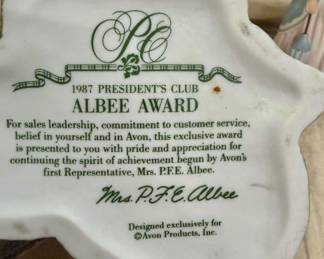 PC
1987 PRESIDENT'S CLUB
ALBEE AWARD
For sales leadership, commitment to customer service,
belief in yourself and in Avon, this exclusive award
is presented to you with pride and appreciation for
continuing the spirit of achievement begun by Avon's
first Representative, Mrs. P.F.E. Albee.
Mrs. P.F.E. Albee
Designed exclusively for
©Avon Products, Inc.